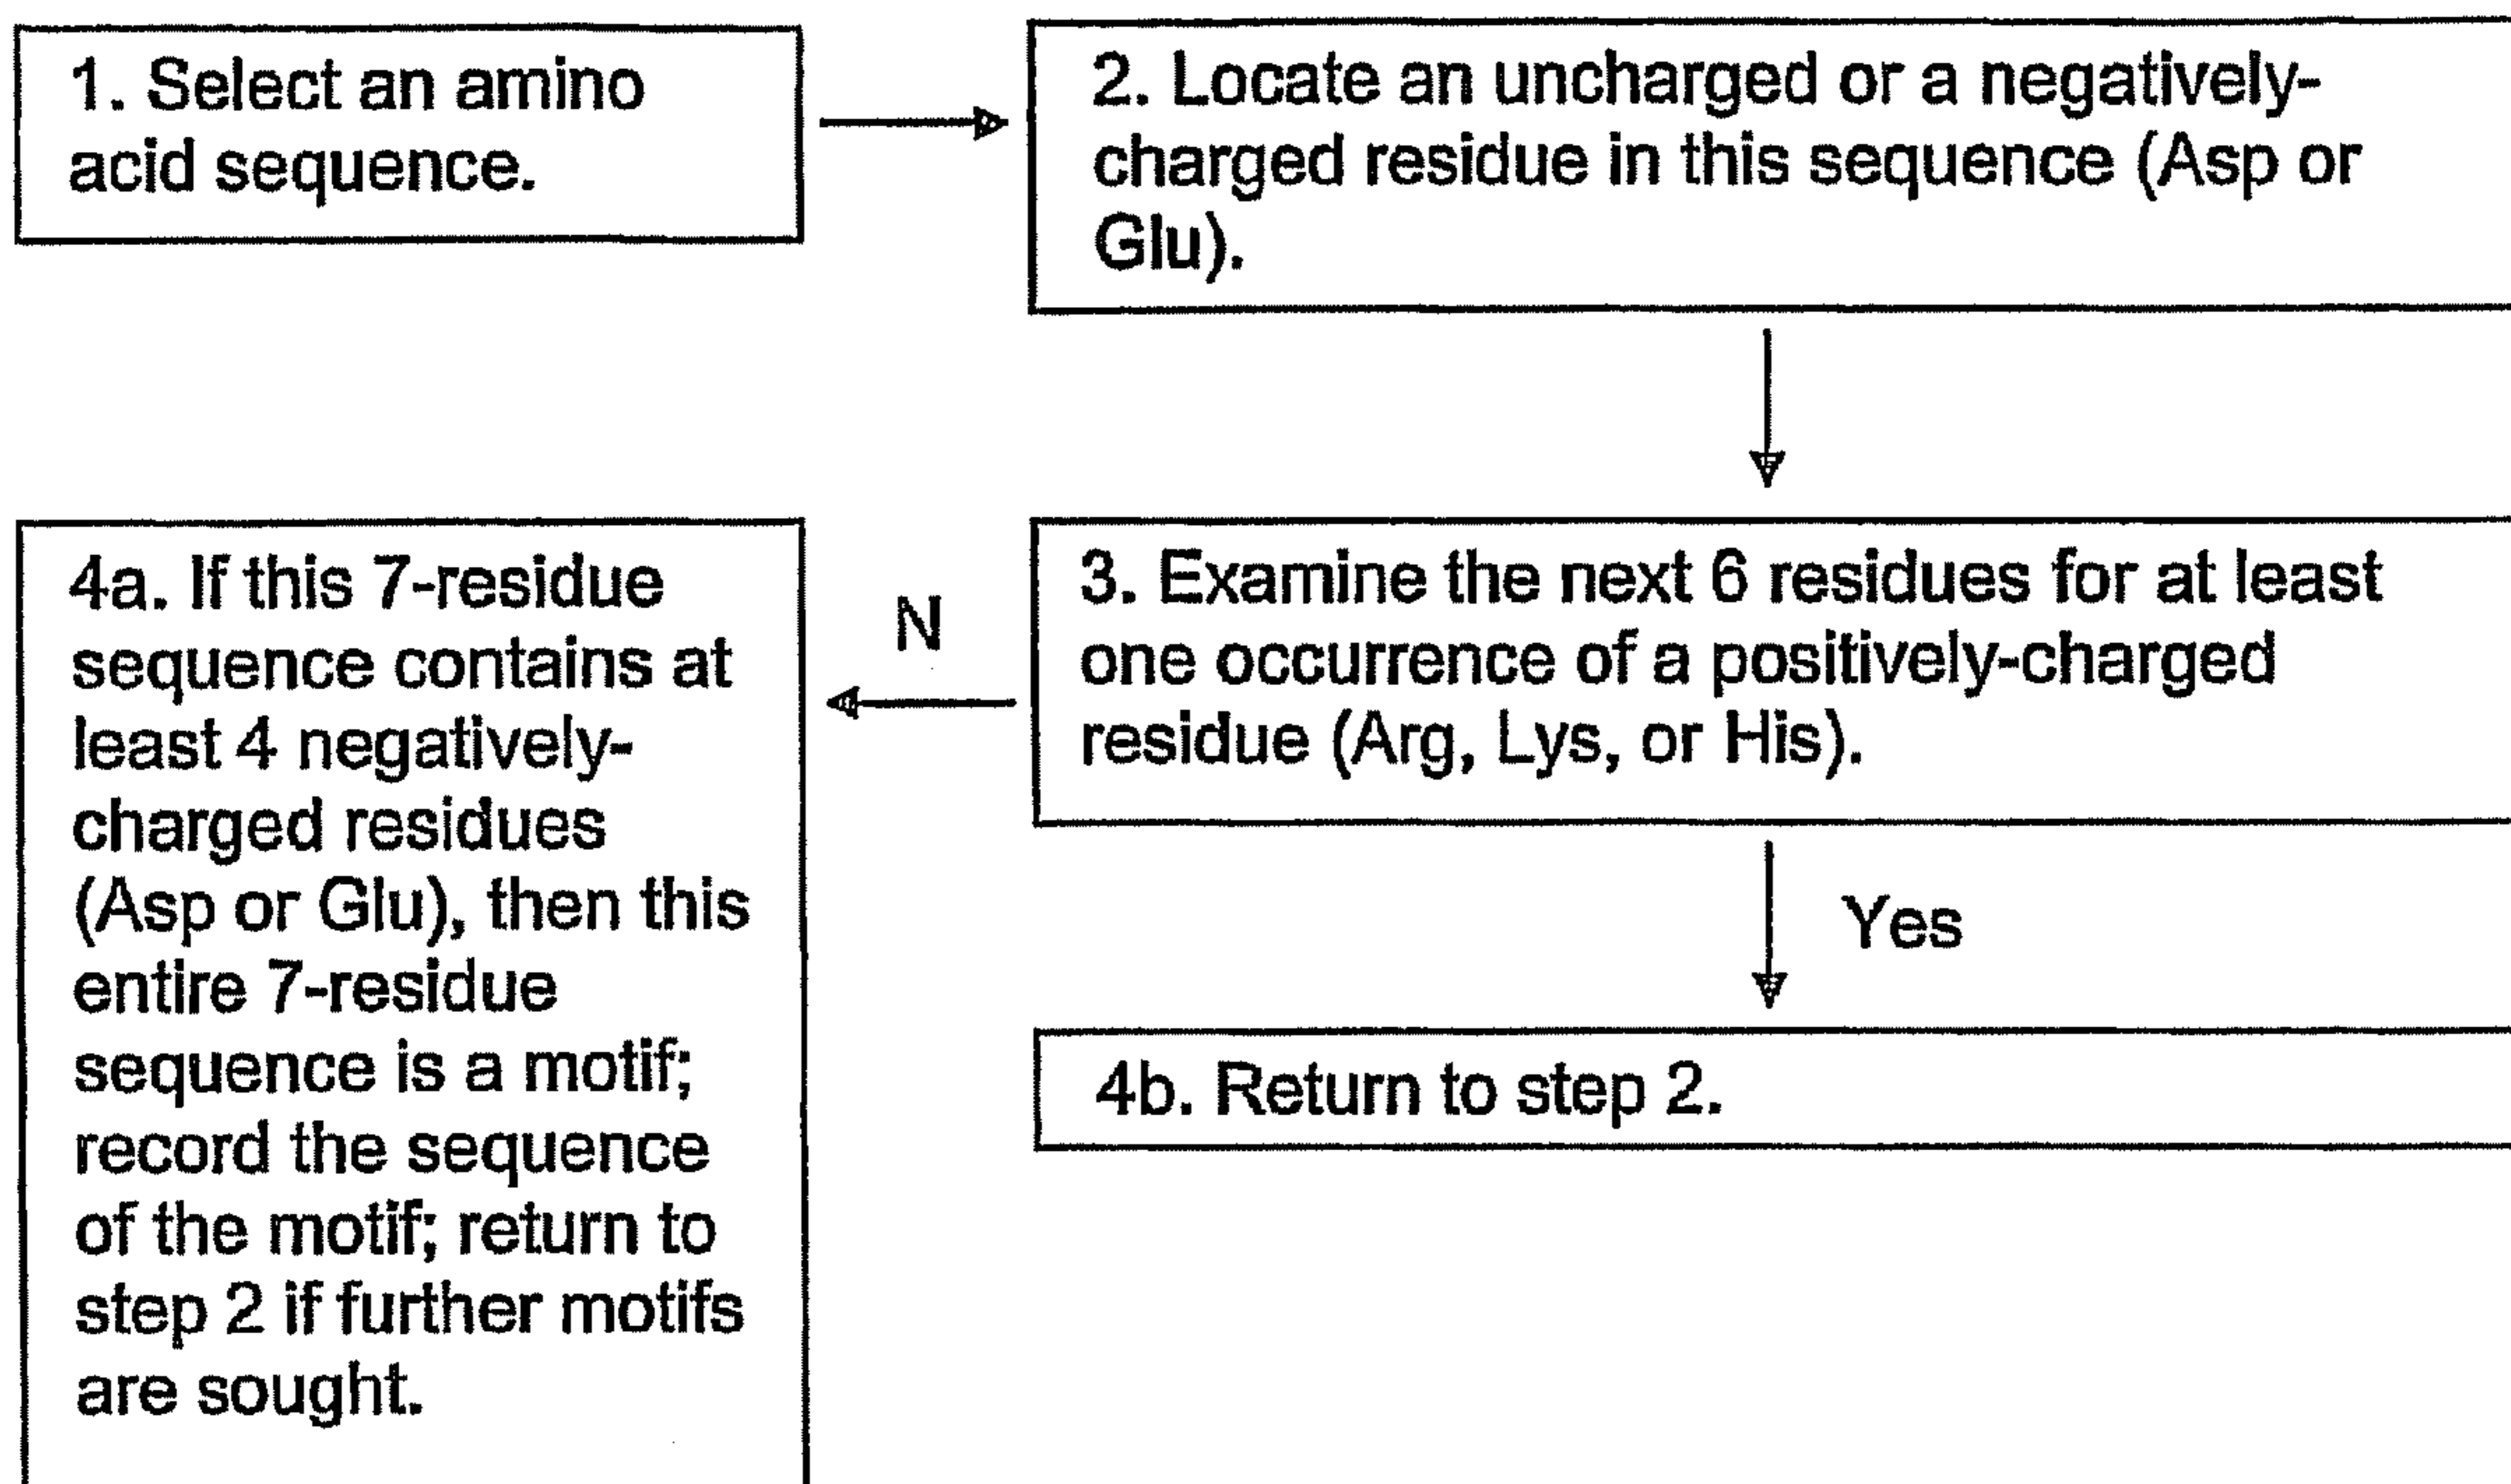 1. Select an amino
acid sequence.
2. Locate an uncharged or a negatively-
charged residue in this sequence (Asp or
Glu).
3. Examine the next 6 residues for at least
one occurrence of a positively-charged
residue (Arg, Lys, or His).
N
4a. If this 7-residue
sequence contains at
least 4 negatively-
charged residues
(Asp or Glu), then this
entire 7-residue
sequence is a motif;
record the sequence
of the motif; return to
step 2 if further motifs
are sought.
Yes
4b. Return to step 2.